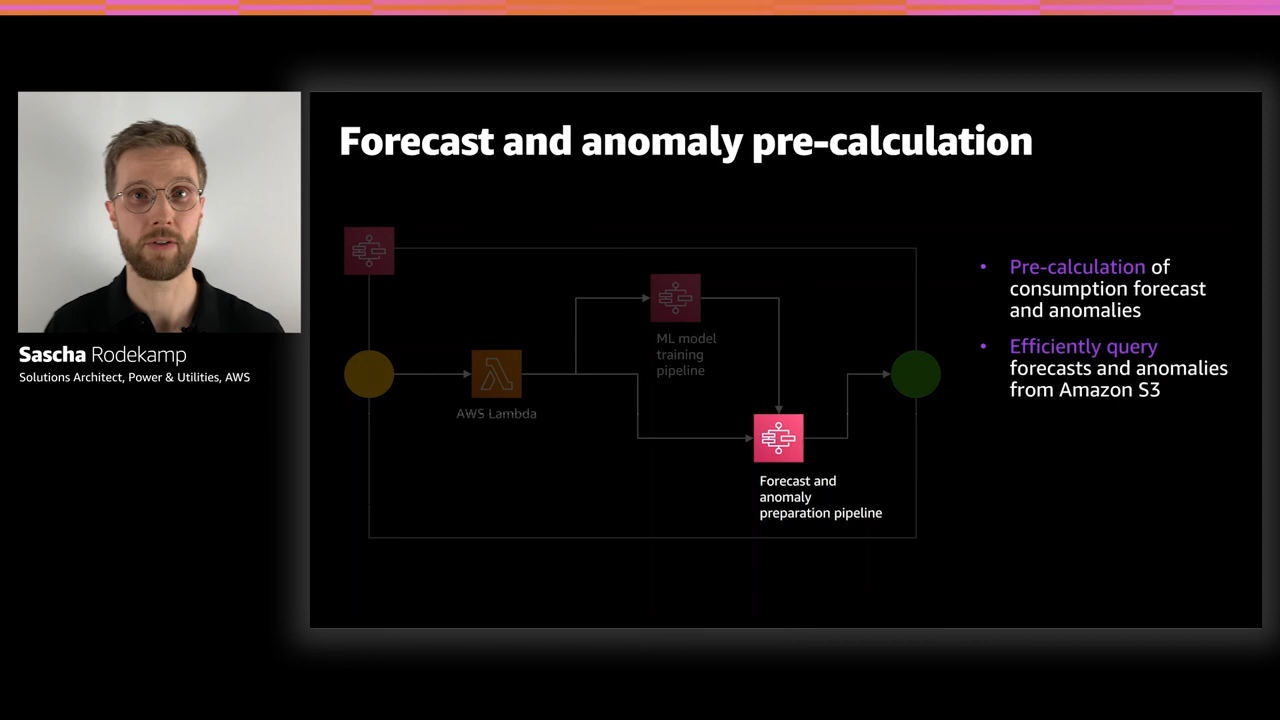 Forecast and anomaly pre-calculation
Sascha Rodekamp
Solutions Architect, Power & Utilities, AWS
AWS Lambda
ML model
training
pipeline
Forecast and
anomaly
preparation pipeline
• Pre-calculation of
consumption forecast
and anomalies
• Efficiently query
forecasts and anomalies
from Amazon S3